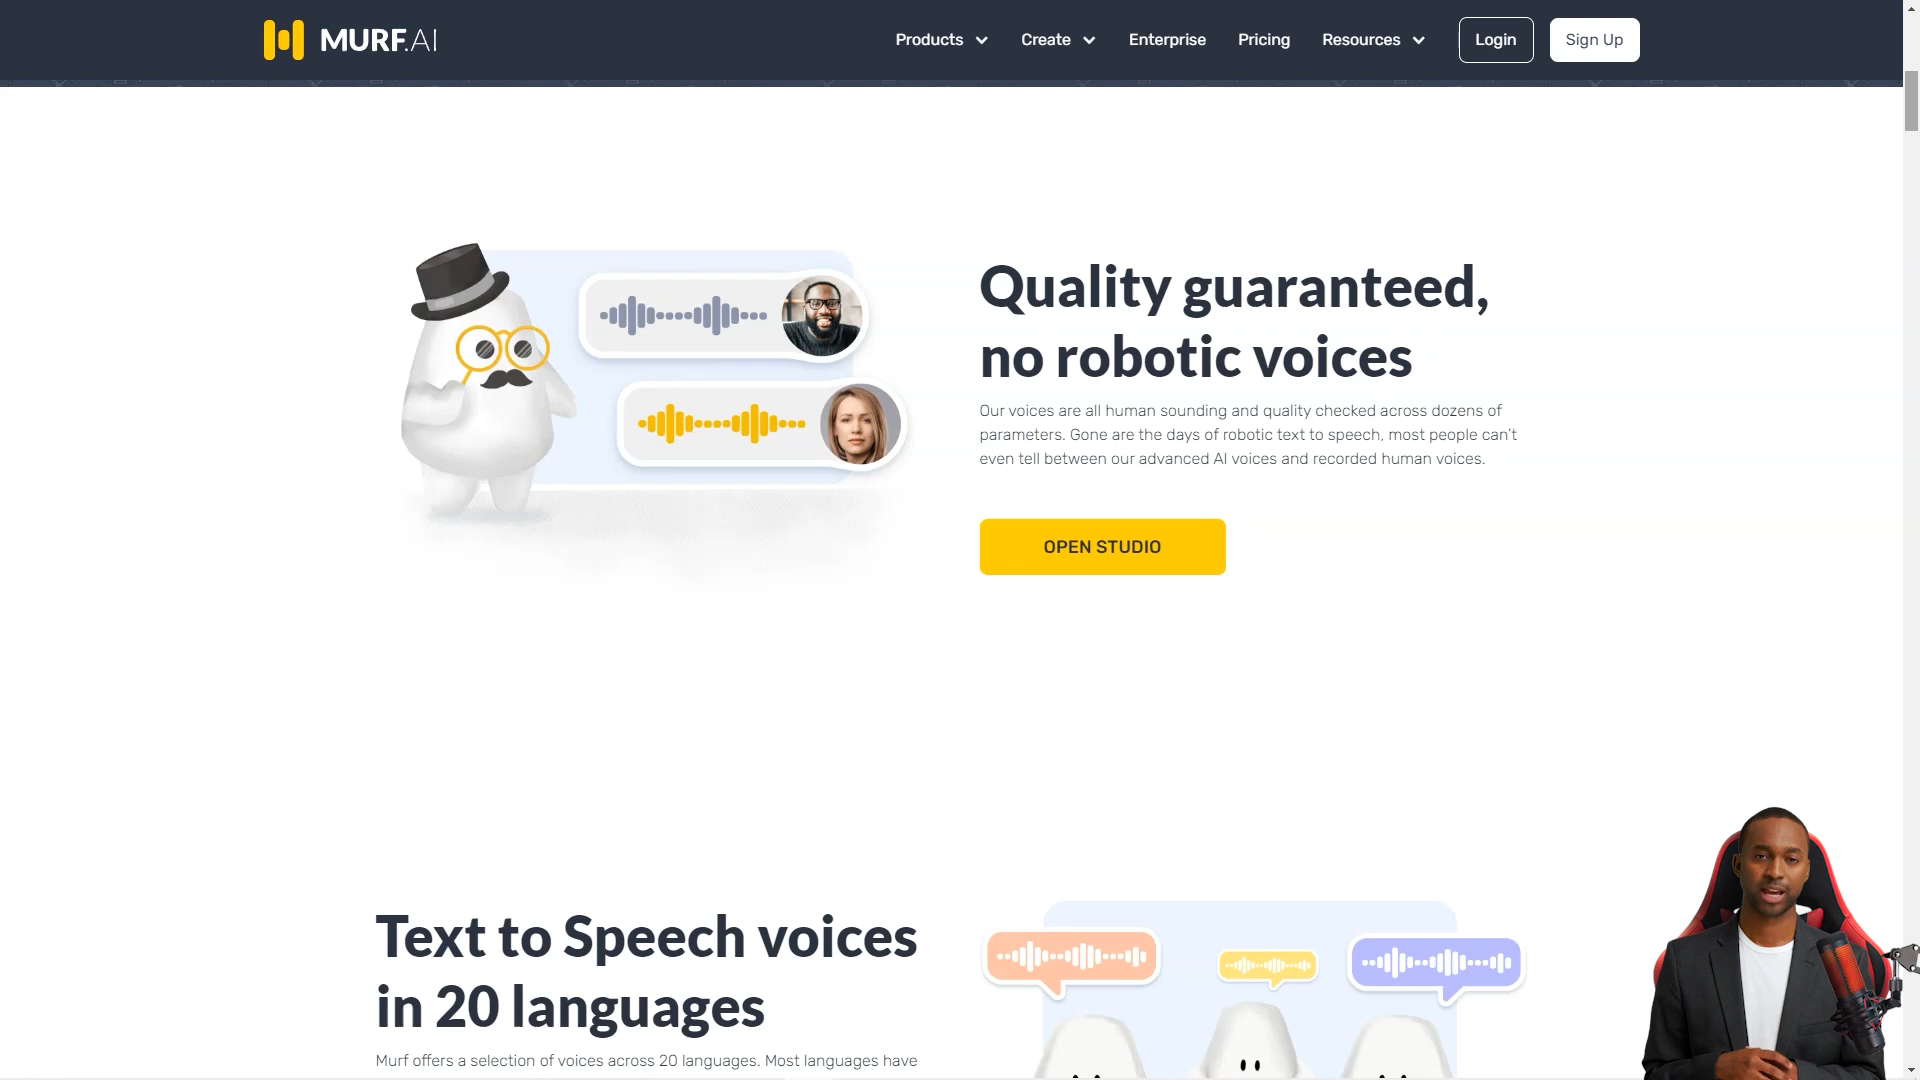 MURF.AI
Products
Create
Enterprise
Pricing
Resources
Login
Sign Up
Quality guaranteed,
no robotic voices
Our voices are all human sounding and quality checked across dozens of
parameters. Gone are the days of robotic text to speech, most people can't
even tell between our advanced AI voices and recorded human voices.
OPEN STUDIO
Text to Speech voices
in 20 languages
Murf offers a selection of voices across 20 languages. Most languages have